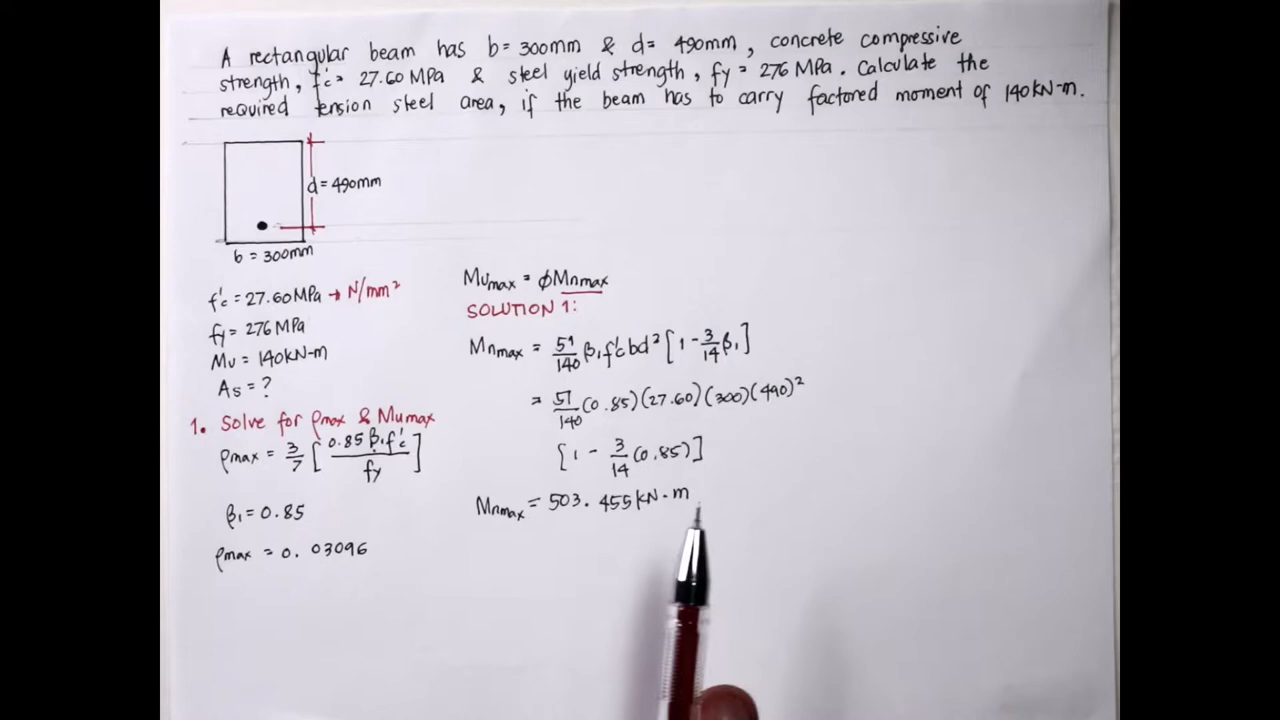 A rectangular beam has b = 300mm & d = 490mm, concrete compressive
strength, f'c = 27.60 MPa & steel yield strength, fy = 276 MPa. Calculate the
required tension steel area, if the beam has to carry factored moment of 140 kN-m.
d = 490mm
b = 300mm
f'c = 27.60 MPa → N/mm²
fy = 276 MPa
Mu = 140kN-m
As = ?
1. Solve for ρmax & Mumax
ρmax = 3/7 [0.85 β1 f'c / fy]
β1 = 0.85
ρmax = 0.03096
Mumax = ϕMnmax
SOLUTION 1:
Mnmax = 51/140 β1 f'c bd² [1 - 3/14 β1]
= 51/140 (0.85)(27.60)(300)(490)²
[1 - 3/14 (0.85)]
Mnmax = 503.455 kN-m